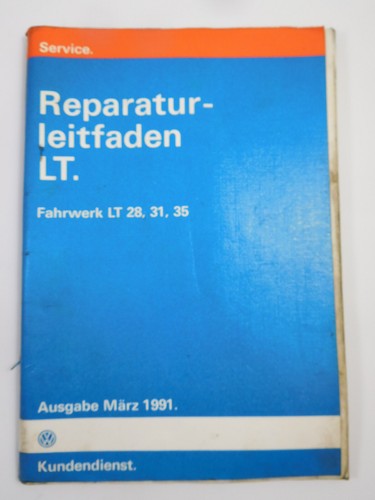 Service.
Reparatur-
leitfaden
LT.
Fahrwerk LT 28, 31, 35
Ausgabe März 1991.
Kundendienst.